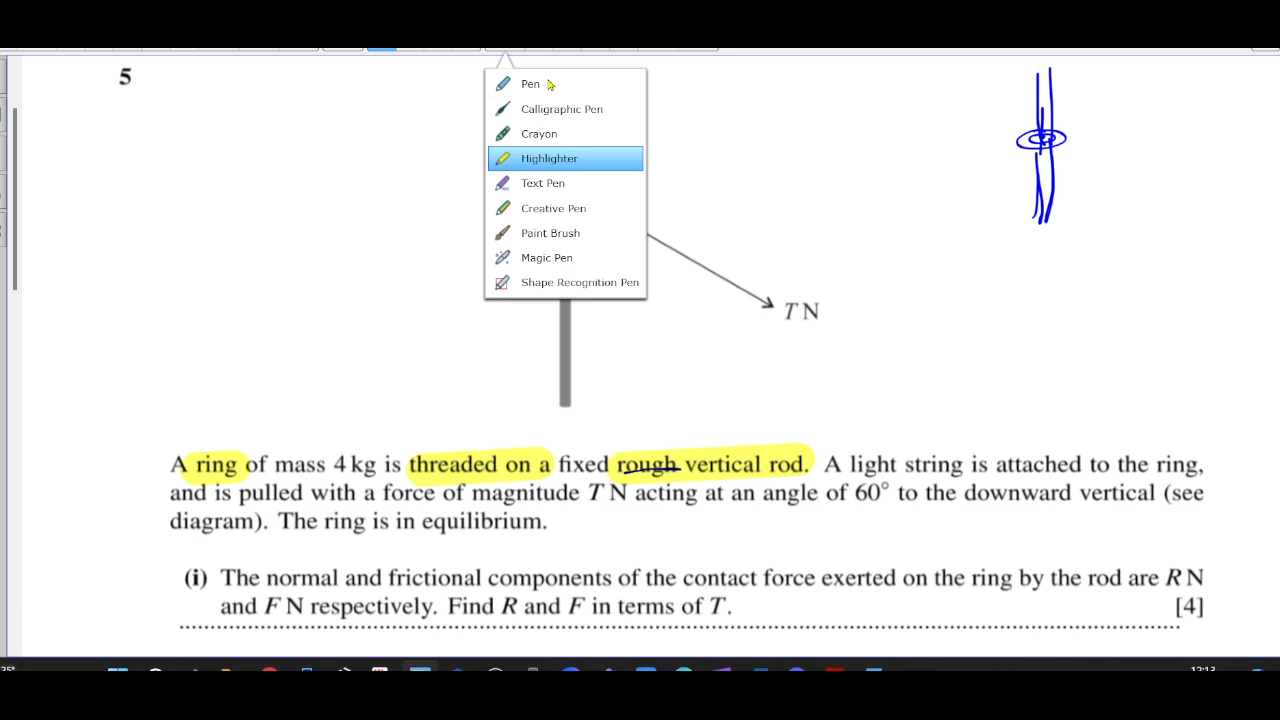 5
Pen
Calligraphic Pen
Crayon
Highlighter
Text Pen
Creative Pen
Paint Brush
Magic Pen
Shape Recognition Pen
T N
A ring of mass 4 kg is threaded on a fixed rough vertical rod. A light string is attached to the ring,
and is pulled with a force of magnitude T N acting at an angle of 60° to the downward vertical (see
diagram). The ring is in equilibrium.
(i) The normal and frictional components of the contact force exerted on the ring by the rod are R N
and F N respectively. Find R and F in terms of T. [4]
12:13